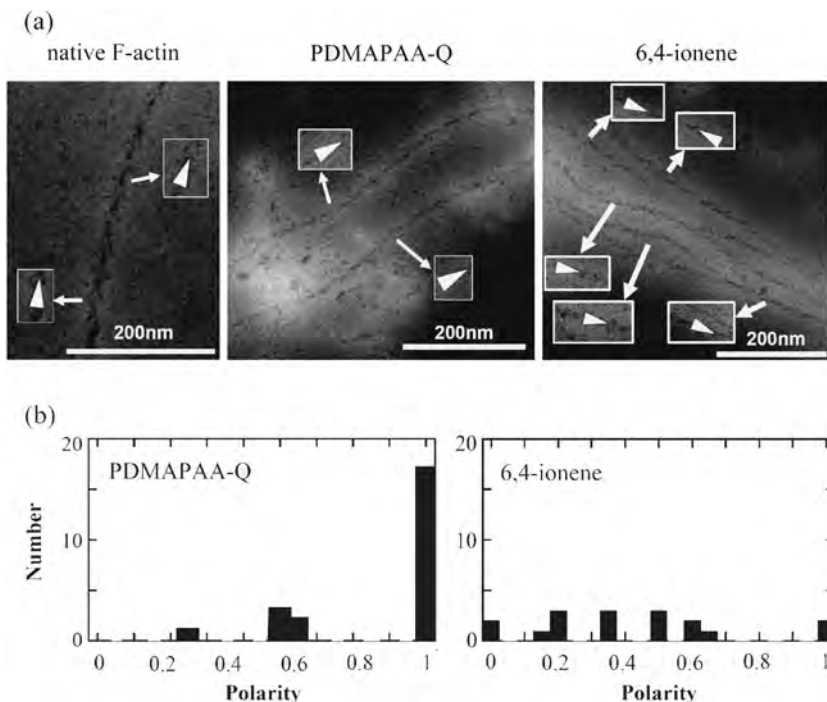 (a)
native F-actin PDMAPAA-Q 6,4-ionene
200nm 200nm 200nm
(b)
20
10
0
Number
PDMAPAA-Q
0 0.2 0.4 0.6 0.8 1
Polarity
20
10
0
6,4-ionene
0 0.2 0.4 0.6 0.8 1
Polarity